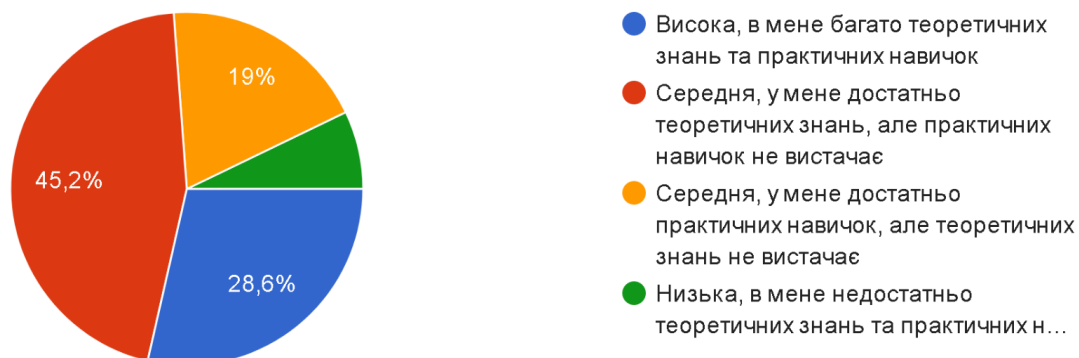 19%
45,2%
28,6%
Висока, в мене багато теоретичних
знань та практичних навичок
Середня, у мене достатньо
теоретичних знань, але практичних
навичок не вистачає
Середня, у мене достатньо
практичних навичок, але теоретичних
знань не вистачає
Низька, в мене недостатньо
теоретичних знань та практичних н…